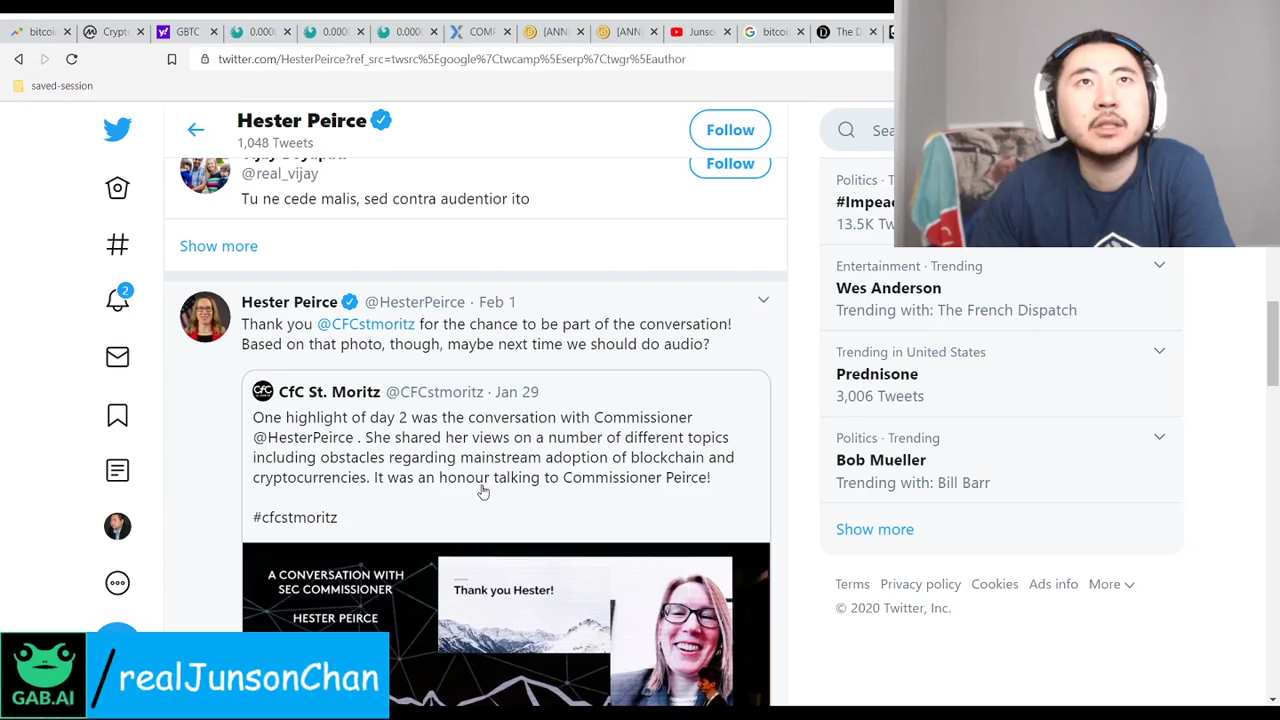 bitcoi
Crypt
GBTC
0.000
0.000
0.000
COMF
[ANN
[ANN
Junso
bitcoi
The D
twitter.com/HesterPeirce?ref_src=twsrc%5Egoogle%7Ctwcamp%5Eserp%7Ctwgr%5Eauthor
saved-session
Hester Peirce
1,048 Tweets
Follow
@real_vijay
Follow
Tu ne cede malis, sed contra audentior ito
Show more
Hester Peirce @HesterPeirce · Feb 1
Thank you @CFCstmoritz for the chance to be part of the conversation!
Based on that photo, though, maybe next time we should do audio?
CfC St. Moritz @CFCstmoritz · Jan 29
One highlight of day 2 was the conversation with Commissioner
@HesterPeirce . She shared her views on a number of different topics
including obstacles regarding mainstream adoption of blockchain and
cryptocurrencies. It was an honour talking to Commissioner Peirce!
#cfcstmoritz
A CONVERSATION WITH
SEC COMMISSIONER
HESTER PEIRCE
Thank you Hester!
2
Sea
Politics · T
#Impeac
13.5K Tw
Entertainment · Trending
Wes Anderson
Trending with: The French Dispatch
Trending in United States
Prednisone
3,006 Tweets
Politics · Trending
Bob Mueller
Trending with: Bill Barr
Show more
Terms Privacy policy Cookies Ads info More
© 2020 Twitter, Inc.
GAB.AI
/realJunsonChan